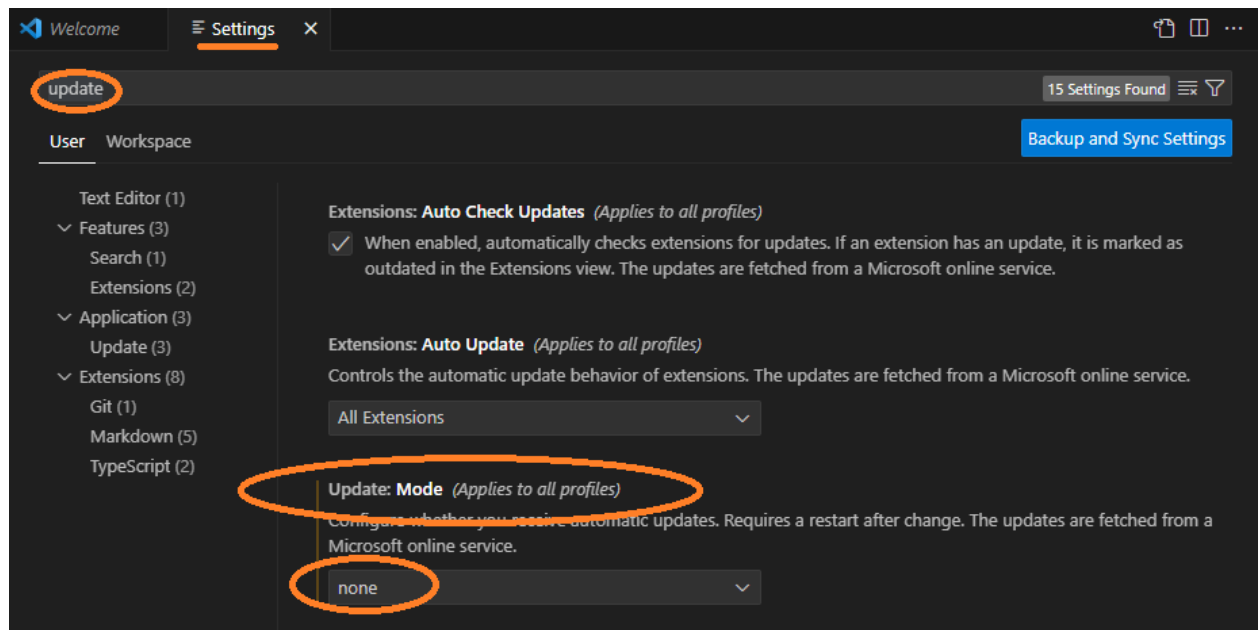 Welcome
Settings
update
15 Settings Found
User Workspace
Backup and Sync Settings
Text Editor (1)
Features (3)
Search (1)
Extensions (2)
Application (3)
Update (3)
Extensions (8)
Git (1)
Markdown (5)
TypeScript (2)
Extensions: Auto Check Updates (Applies to all profiles)
When enabled, automatically checks extensions for updates. If an extension has an update, it is marked as
outdated in the Extensions view. The updates are fetched from a Microsoft online service.
Extensions: Auto Update (Applies to all profiles)
Controls the automatic update behavior of extensions. The updates are fetched from a Microsoft online service.
All Extensions
Update: Mode (Applies to all profiles)
Configure whether you receive automatic updates. Requires a restart after change. The updates are fetched from a
Microsoft online service.
none